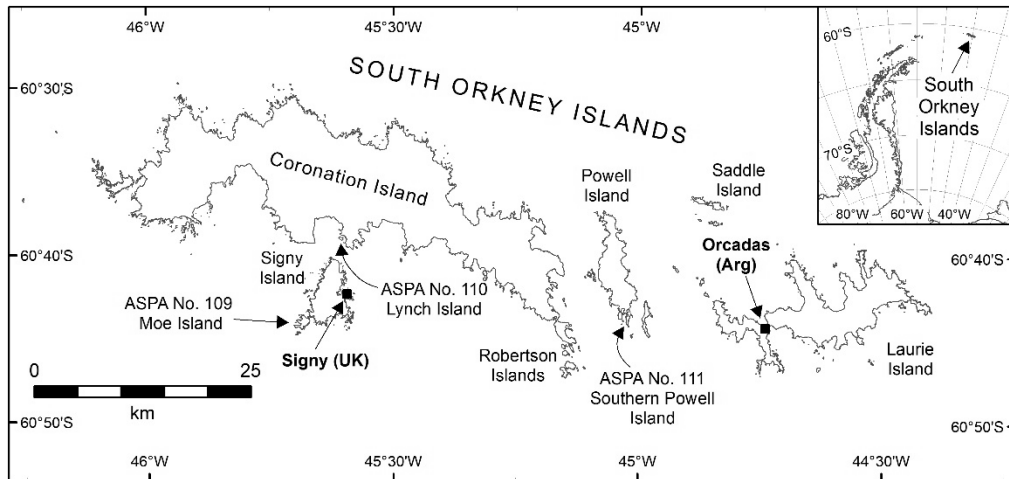 46°W
45°30'W
45°W
60°S
70°S
80°W
60°W
40°W
South
Orkney
Islands
SOUTH ORKNEY ISLANDS
60°30'S
Coronation Island
Powell
Island
Saddle
Island
60°40'S
60°40'S
Signy
Island
Orcadas
(Arg)
ASPA No. 109
Moe Island
ASPA No. 110
Lynch Island
Signy (UK)
Robertson
Islands
ASPA No. 111
Southern Powell
Island
Laurie
Island
0
25
km
60°50'S
60°50'S
46°W
45°30'W
45°W
44°30'W